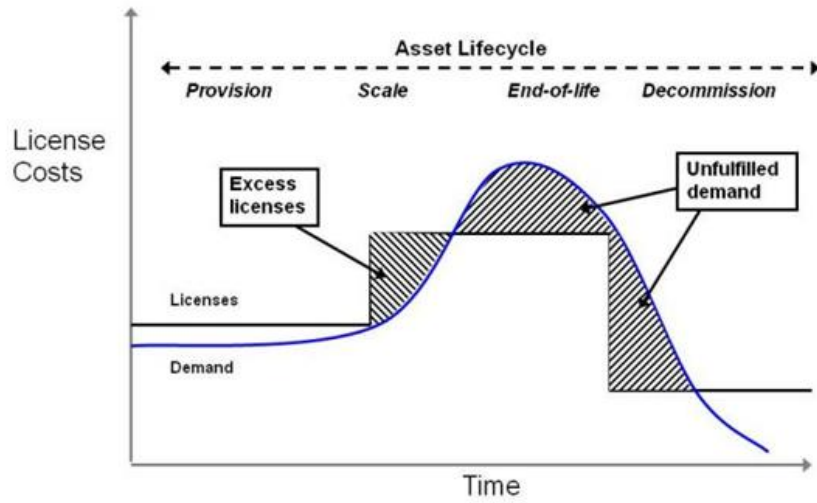 Asset Lifecycle
Provision Scale End-of-life Decommission
License
Costs
Excess
licenses
Unfulfilled
demand
Licenses
Demand
Time